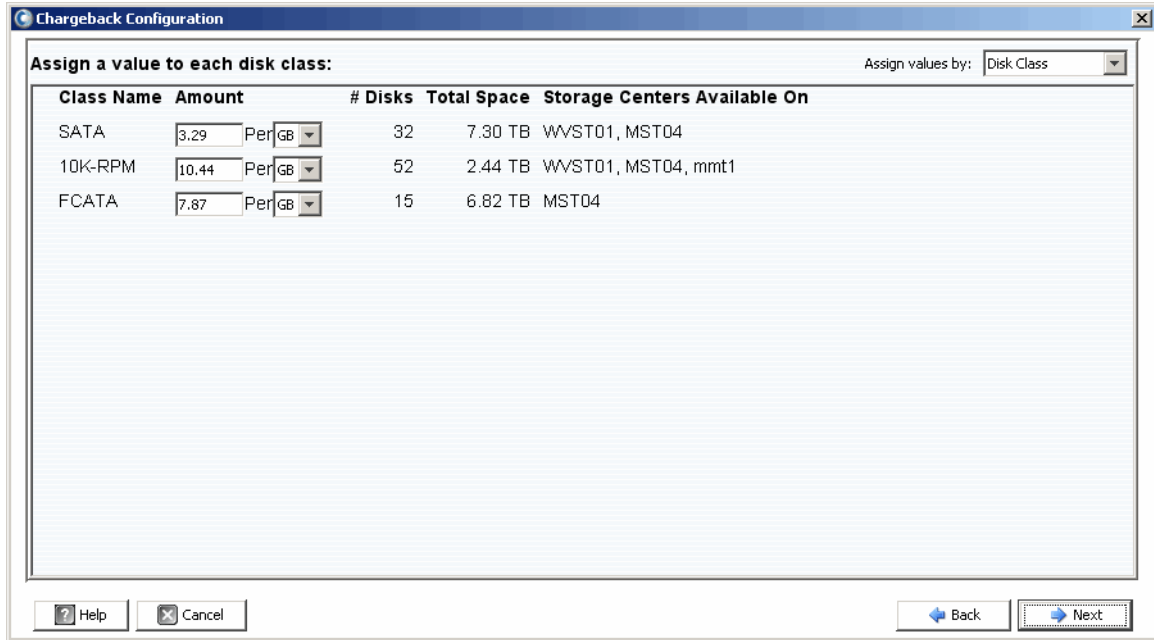 Chargeback Configuration
Assign a value to each disk class: Assign values by: Disk Class
Class Name Amount # Disks Total Space Storage Centers Available On
SATA 3.29 Per GB 32 7.30 TB WVST01, MST04
10K-RPM 10.44 Per GB 52 2.44 TB WVST01, MST04, mmt1
FCATA 7.87 Per GB 15 6.82 TB MST04
? Help Cancel Back Next